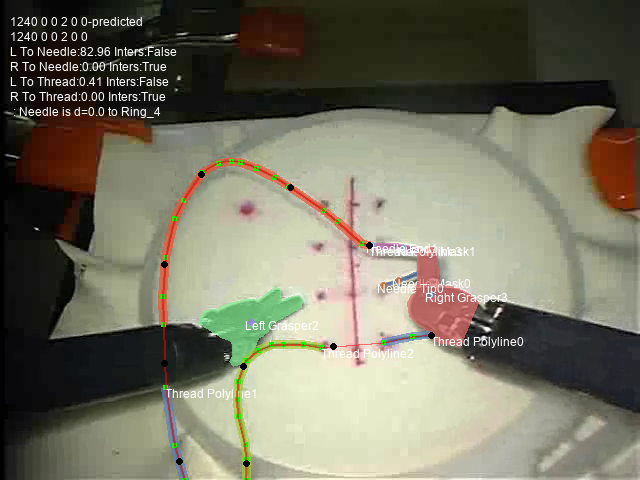 1240 0 0 2 0 0-predicted
1240 0 0 2 0 0
L To Needle:82.96 Inters:False
R To Needle:0.00 Inters:True
L To Thread:0.41 Inters:False
R To Thread:0.00 Inters:True
: Needle is d=0.0 to Ring_4
Needle Tip0
Right Grasper3
Left Grasper2
Thread Polyline0
Thread Polyline2
Thread Polyline1